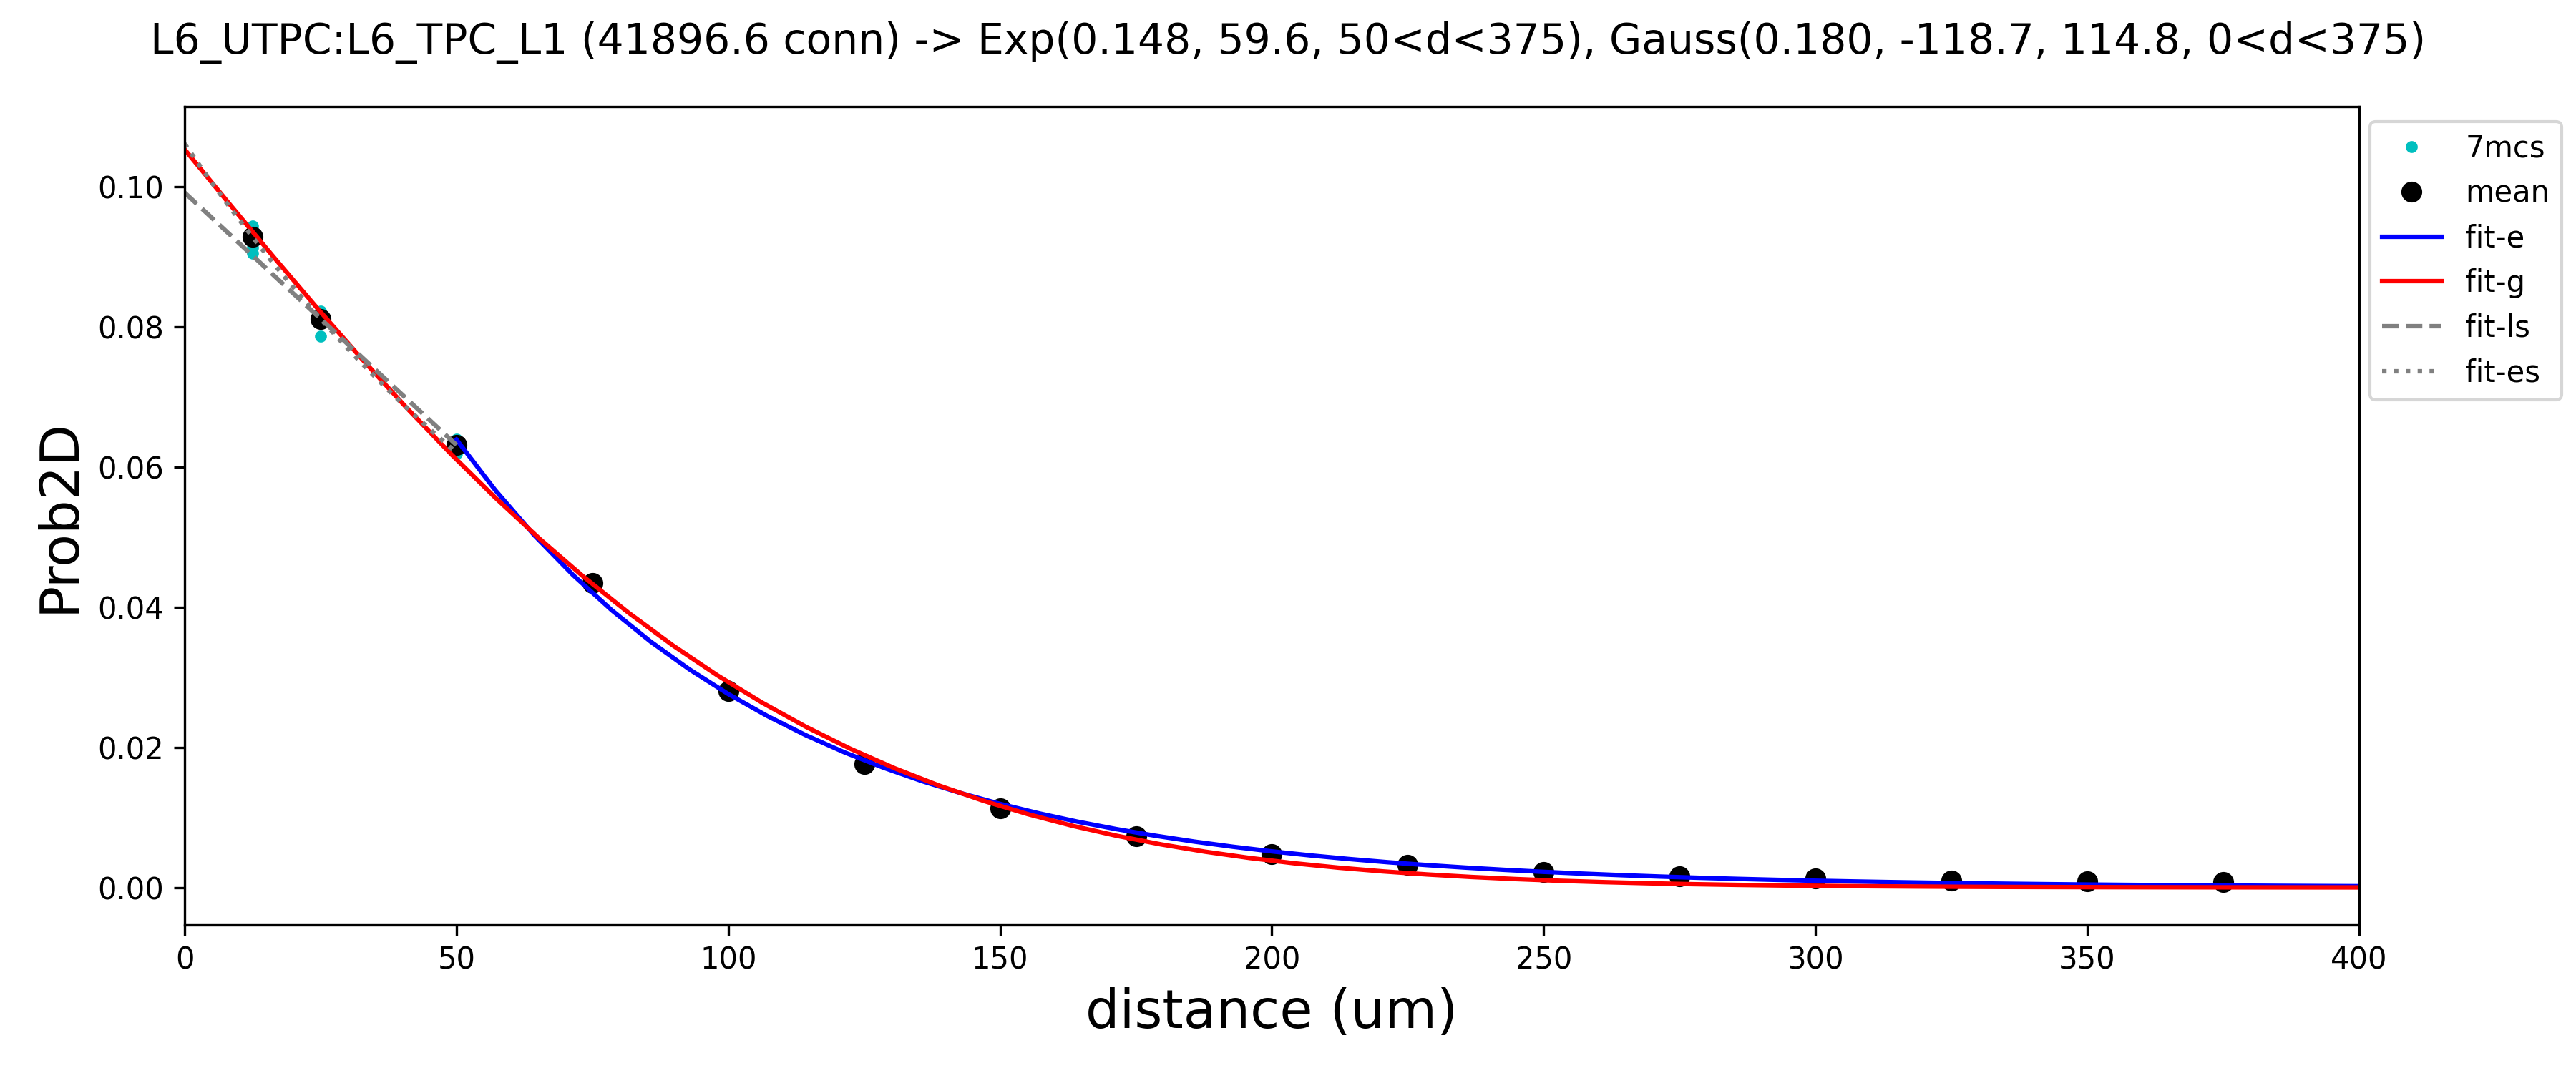 L6_UTPC:L6_TPC_L1 (41896.6 conn) -> Exp(0.148, 59.6, 50<d<375), Gauss(0.180, -118.7, 114.8, 0<d<375)
7mcs
mean
fit-e
fit-g
fit-ls
fit-es
Prob2D
0.10
0.08
0.06
0.04
0.02
0.00
0 50 100 150 200 250 300 350 400
distance (um)